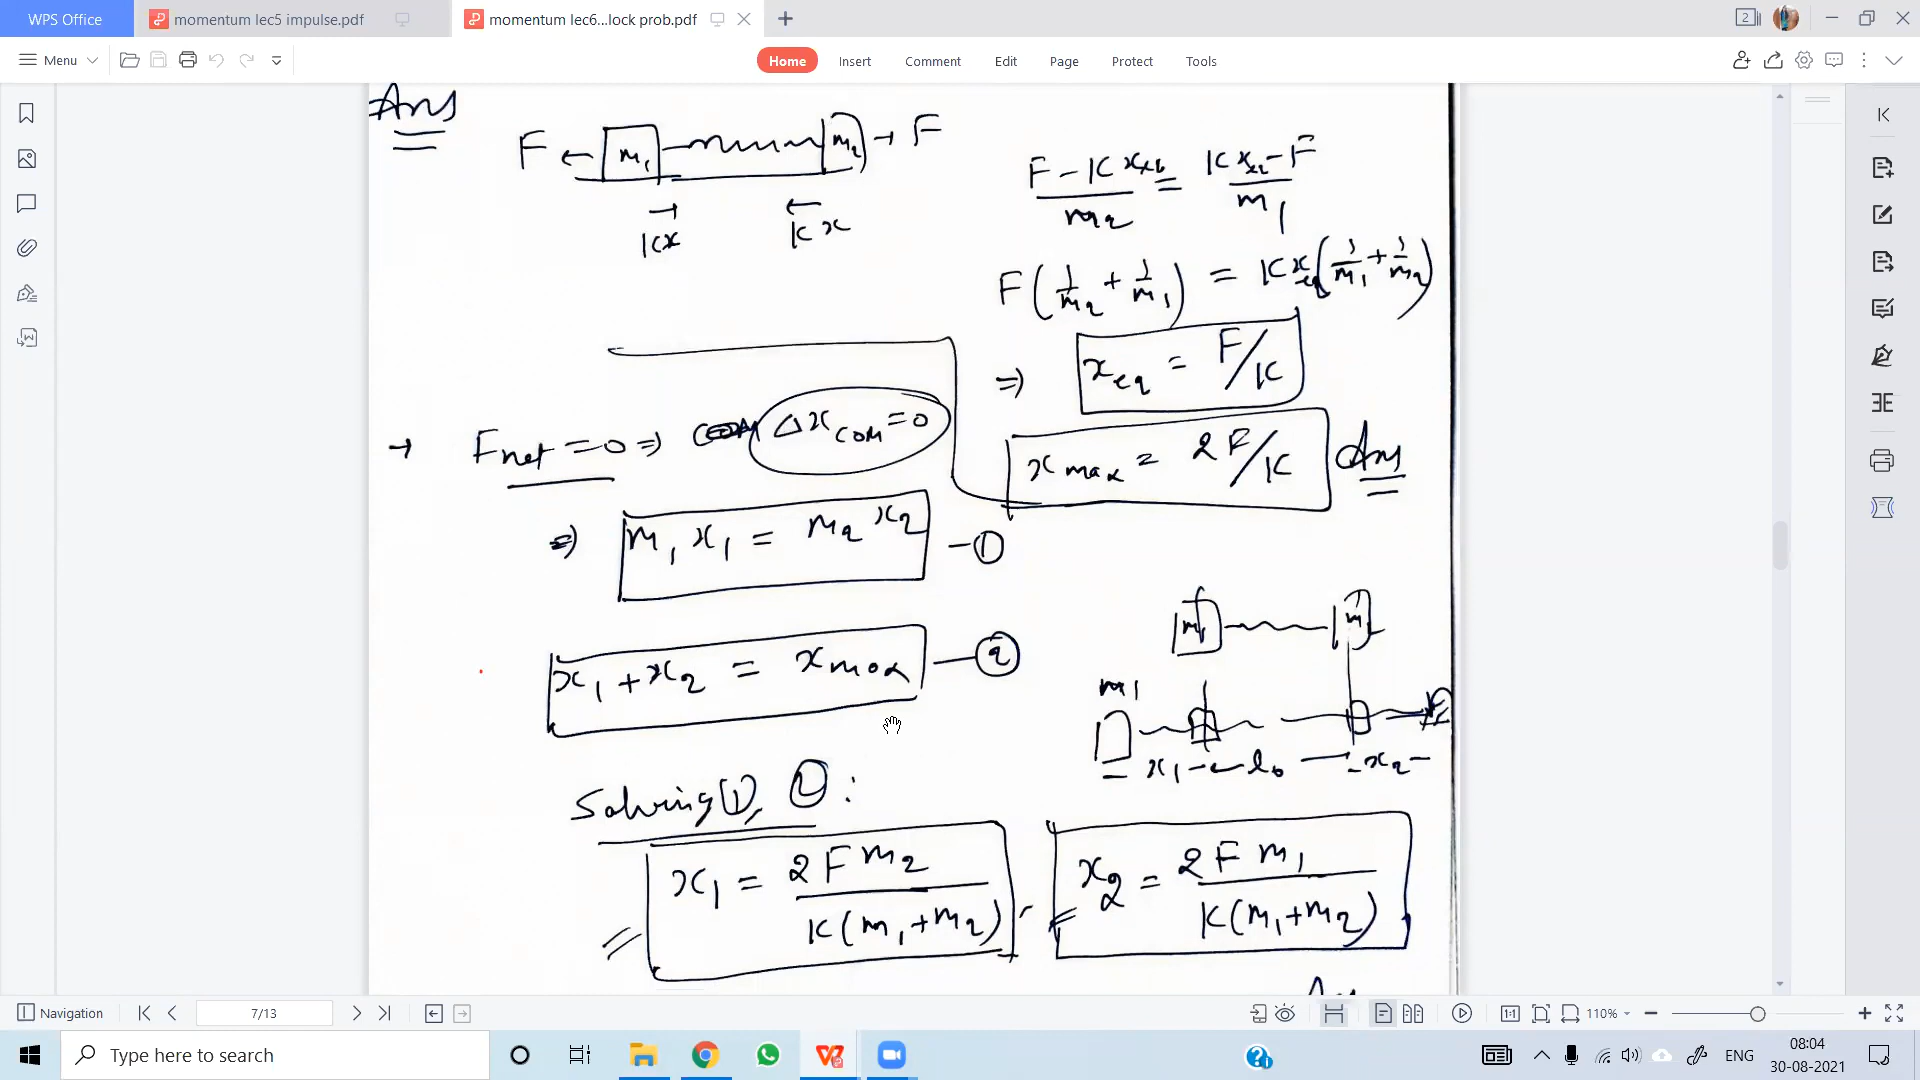 WPS Office
momentum lec5 impulse.pdf
momentum lec6...lock prob.pdf
2
Menu
Home Insert Comment Edit Page Protect Tools
Ans
F ← m₁ m₂ → F
Kx Kx
F - Kx / m₂ = Kx - F / m₁
F(1/m₂ + 1/m₁) = Kx_eq(1/m₁ + 1/m₂)
⇒ x_eq = F/K
→ F_net = 0 ⇒ Δx_COM = 0
x_max = 2F/K Ans
⇒ m₁x₁ = m₂x₂ - ①
m₁
x₁ + x₂ = x_max - ②
m₁
x₁ l₀ x₂
Solving ①, ② :
x₁ = 2Fm₂ / K(m₁+m₂) , x₂ = 2Fm₁ / K(m₁+m₂)
Navigation
7/13
1:1
110%
Type here to search
ENG
08:04
30-08-2021